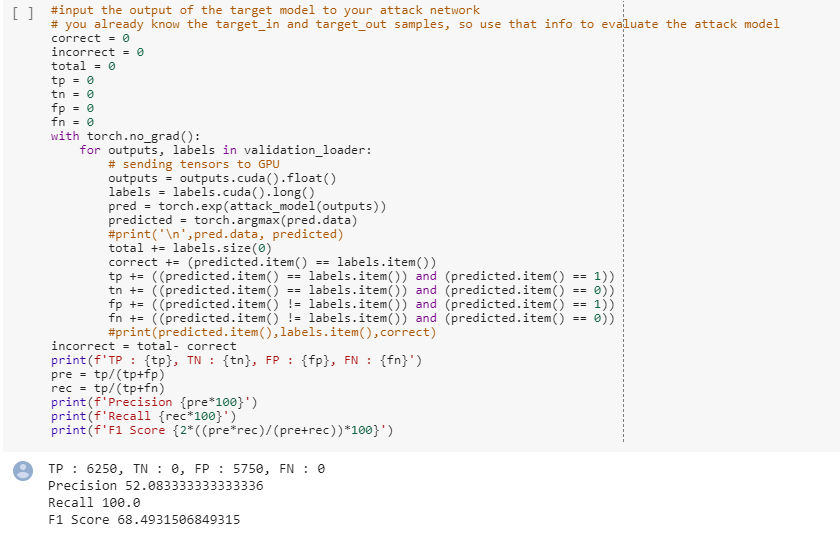 [ ] #input the output of the target model to your attack network
# you already know the target_in and target_out samples, so use that info to evaluate the attack model
correct = 0
incorrect = 0
total = 0
tp = 0
tn = 0
fp = 0
fn = 0
with torch.no_grad():
    for outputs, labels in validation_loader:
        # sending tensors to GPU
        outputs = outputs.cuda().float()
        labels = labels.cuda().long()
        pred = torch.exp(attack_model(outputs))
        predicted = torch.argmax(pred.data)
        #print('\n',pred.data, predicted)
        total += labels.size(0)
        correct += (predicted.item() == labels.item())
        tp += ((predicted.item() == labels.item()) and (predicted.item() == 1))
        tn += ((predicted.item() == labels.item()) and (predicted.item() == 0))
        fp += ((predicted.item() != labels.item()) and (predicted.item() == 1))
        fn += ((predicted.item() != labels.item()) and (predicted.item() == 0))
        #print(predicted.item(),labels.item(),correct)
incorrect = total- correct
print(f'TP : {tp}, TN : {tn}, FP : {fp}, FN : {fn}')
pre = tp/(tp+fp)
rec = tp/(tp+fn)
print(f'Precision {pre*100}')
print(f'Recall {rec*100}')
print(f'F1 Score {2*((pre*rec)/(pre+rec))*100}')
TP : 6250, TN : 0, FP : 5750, FN : 0
Precision 52.083333333333336
Recall 100.0
F1 Score 68.4931506849315